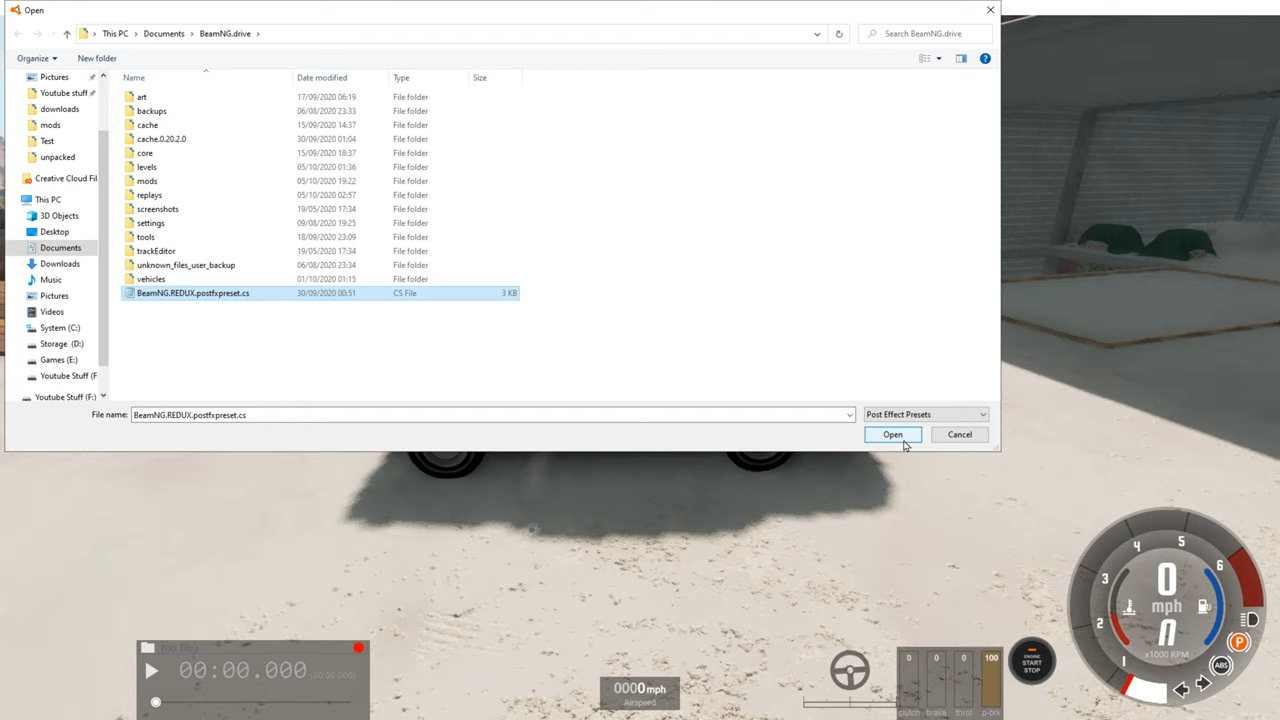 Open
This PC > Documents > BeamNG.drive >
Search BeamNG.drive
Organize
New folder
Name Date modified Type Size
Pictures
Youtube stuff
downloads
mods
Test
unpacked
Creative Cloud Fil
This PC
3D Objects
Desktop
Documents
Downloads
Music
Pictures
Videos
System (C:)
Storage (D:)
Games (E:)
Youtube Stuff (F
Youtube Stuff (F:)
art 17/09/2020 06:19 File folder
backups 06/08/2020 23:33 File folder
cache 15/09/2020 14:37 File folder
cache.0.20.2.0 30/09/2020 01:04 File folder
core 15/09/2020 18:37 File folder
levels 05/10/2020 01:36 File folder
mods 05/10/2020 19:22 File folder
replays 05/10/2020 02:57 File folder
screenshots 19/05/2020 17:34 File folder
settings 09/08/2020 19:25 File folder
tools 18/09/2020 23:09 File folder
trackEditor 19/05/2020 17:34 File folder
unknown_files_user_backup 06/08/2020 23:34 File folder
vehicles 01/10/2020 01:15 File folder
BeamNG.REDUX.postfxpreset.cs 30/09/2020 00:51 CS File 3 KB
File name: BeamNG.REDUX.postfxpreset.cs
Post Effect Presets
Open Cancel
(no file)
00:00.000 (00:00.000)
0000 mph
Airspeed
0 0 0 100
clutch brake throt p-brk
ENGINE
START
STOP
1 2 3 4 5 6
0
mph
n
x1000 RPM
P
ABS